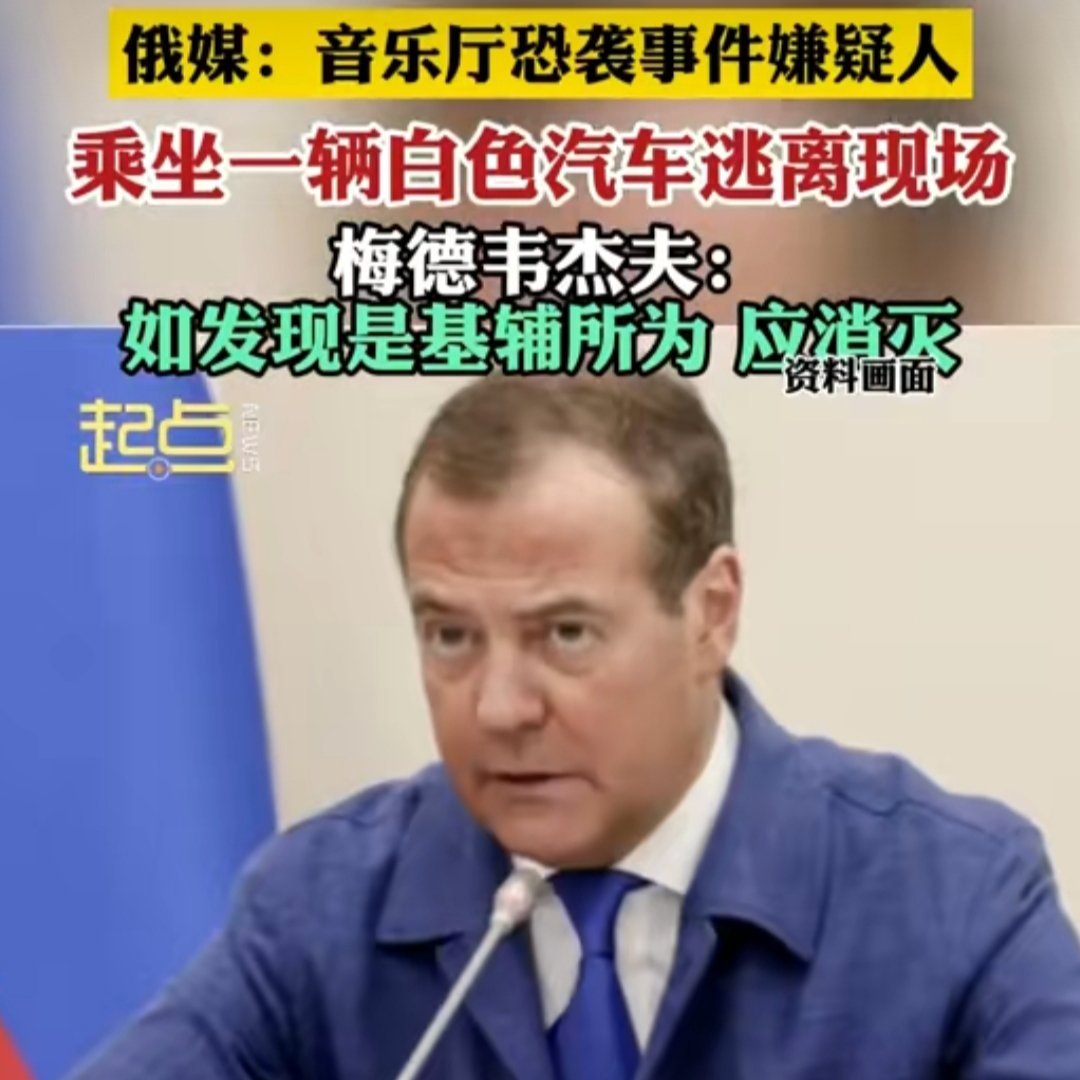 俄媒：音乐厅恐袭事件嫌疑人
乘坐一辆白色汽车逃离现场
梅德韦杰夫：
如发现是基辅所为 应消灭
资料画面
起点
NEWS